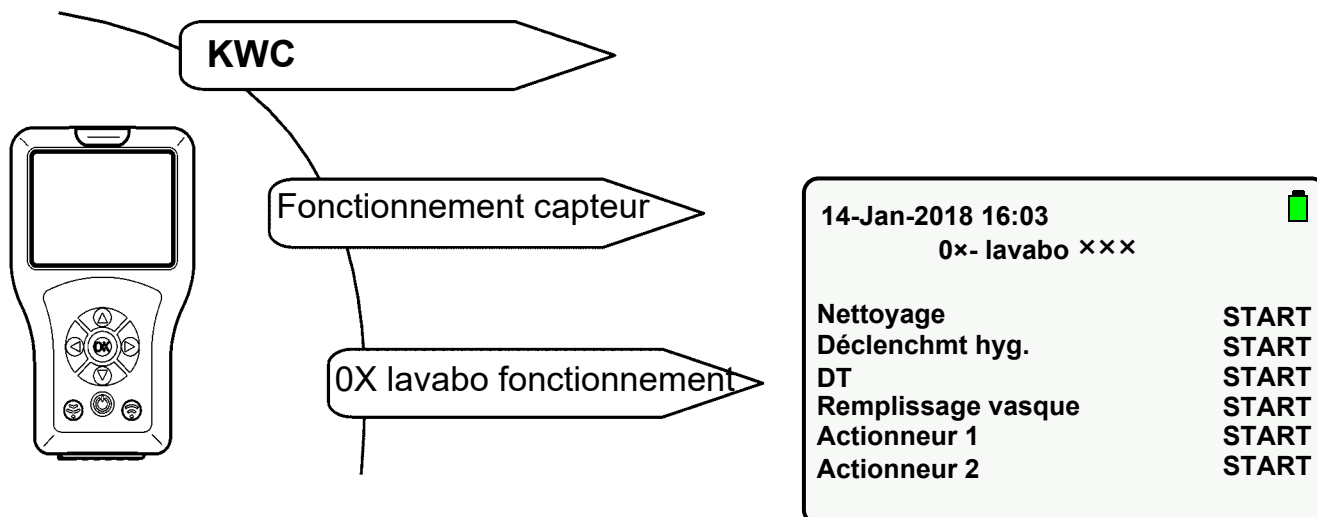 KWC
Fonctionnement capteur
0X lavabo fonctionnement
OK
14-Jan-2018 16:03
0×- lavabo ×××
Nettoyage START
Déclenchmt hyg. START
DT START
Remplissage vasque START
Actionneur 1 START
Actionneur 2 START